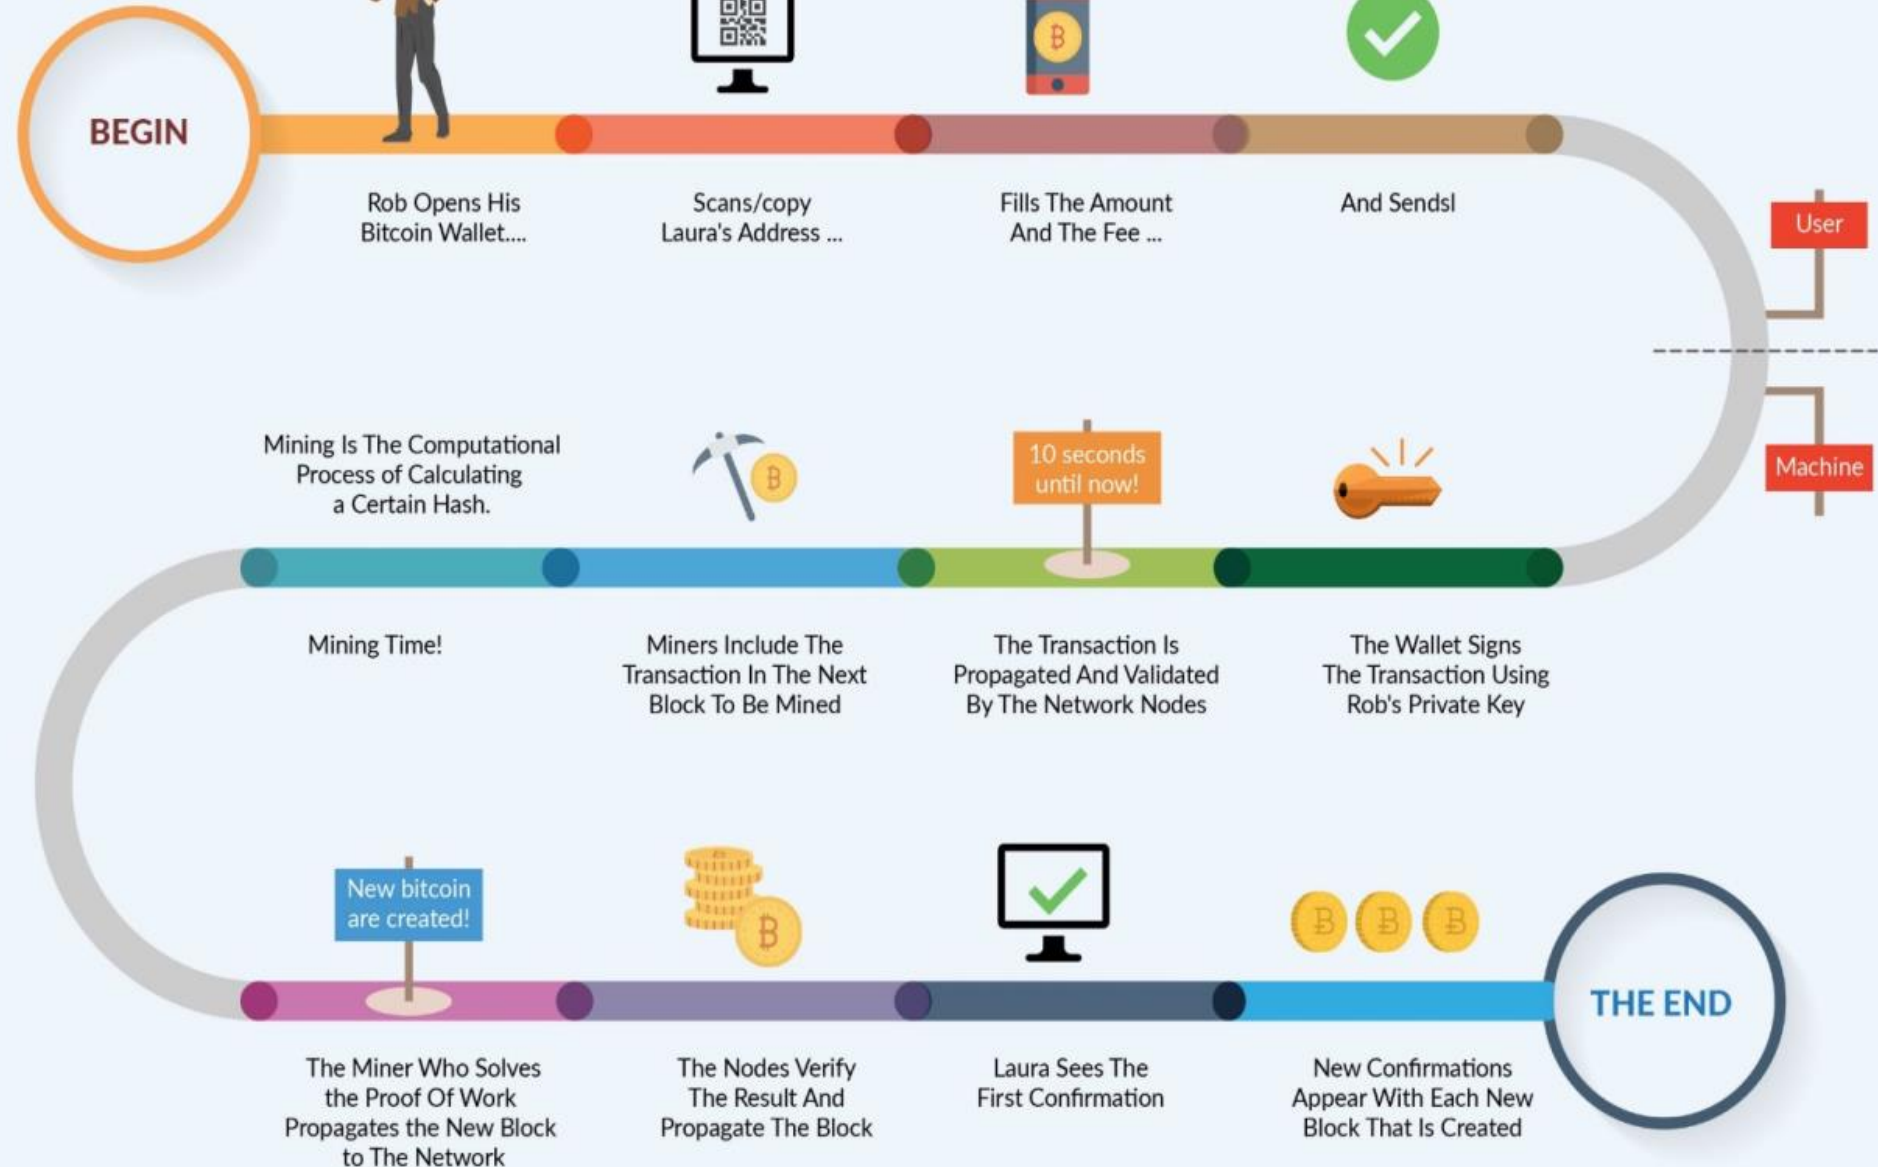 BEGIN
Rob Opens His
Bitcoin Wallet....
Scans/copy
Laura's Address ...
Fills The Amount
And The Fee ...
And Sendsl
User
Machine
10 seconds
until now!
The Wallet Signs
The Transaction Using
Rob's Private Key
The Transaction Is
Propagated And Validated
By The Network Nodes
Miners Include The
Transaction In The Next
Block To Be Mined
Mining Is The Computational
Process of Calculating
a Certain Hash.
Mining Time!
New bitcoin
are created!
The Miner Who Solves
the Proof Of Work
Propagates the New Block
to The Network
The Nodes Verify
The Result And
Propagate The Block
Laura Sees The
First Confirmation
New Confirmations
Appear With Each New
Block That Is Created
THE END